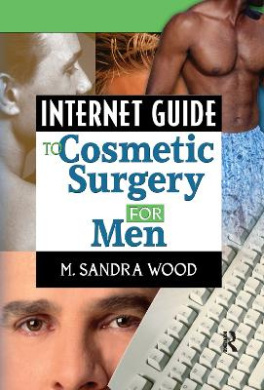 INTERNET GUIDE
TO Cosmetic
Surgery
FOR
Men
M. SANDRA WOOD
R